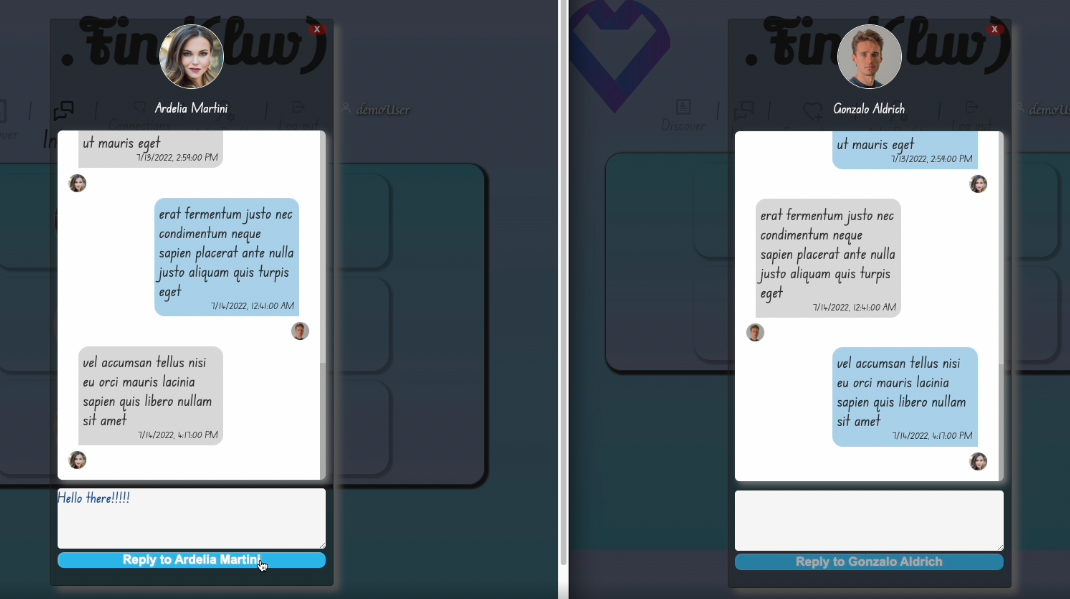 .Find(luv)
x
Ardelia Martini
demoUser
ut mauris eget
7/13/2022, 2:59:00 PM
erat fermentum justo nec
condimentum neque
sapien placerat ante nulla
justo aliquam quis turpis
eget
7/14/2022, 12:41:00 AM
vel accumsan tellus nisi
eu orci mauris lacinia
sapien quis libero nullam
sit amet
7/14/2022, 4:17:00 PM
Hello there!!!!!
Reply to Ardelia Martini
.Find(luv)
x
Gonzalo Aldrich
Discover
demoUser
ut mauris eget
7/13/2022, 2:59:00 PM
erat fermentum justo nec
condimentum neque
sapien placerat ante nulla
justo aliquam quis turpis
eget
7/14/2022, 12:41:00 AM
vel accumsan tellus nisi
eu orci mauris lacinia
sapien quis libero nullam
sit amet
7/14/2022, 4:17:00 PM
Reply to Gonzalo Aldrich